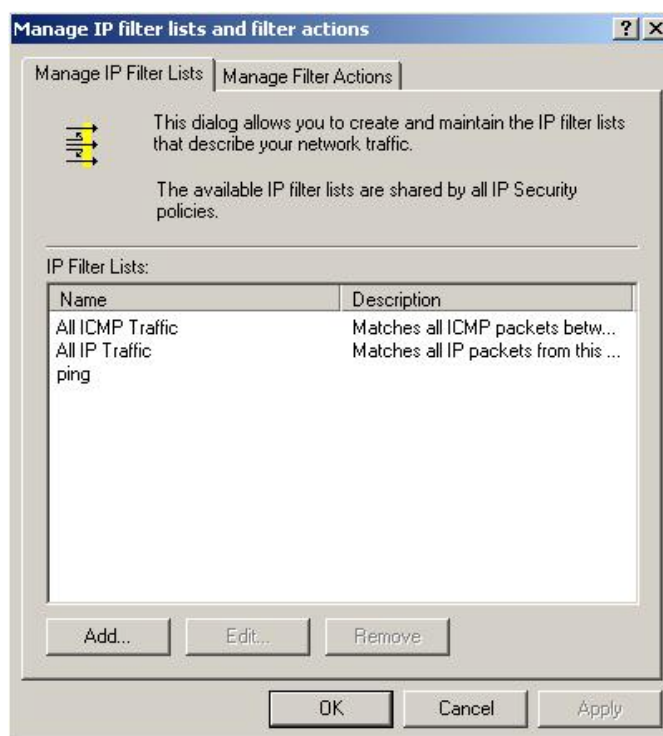 Manage IP filter lists and filter actions
Manage IP Filter Lists
Manage Filter Actions
This dialog allows you to create and maintain the IP filter lists
that describe your network traffic.
The available IP filter lists are shared by all IP Security
policies.
IP Filter Lists:
Name Description
All ICMP Traffic Matches all ICMP packets betw...
All IP Traffic Matches all IP packets from this ...
ping
Add... Edit... Remove
OK Cancel Apply